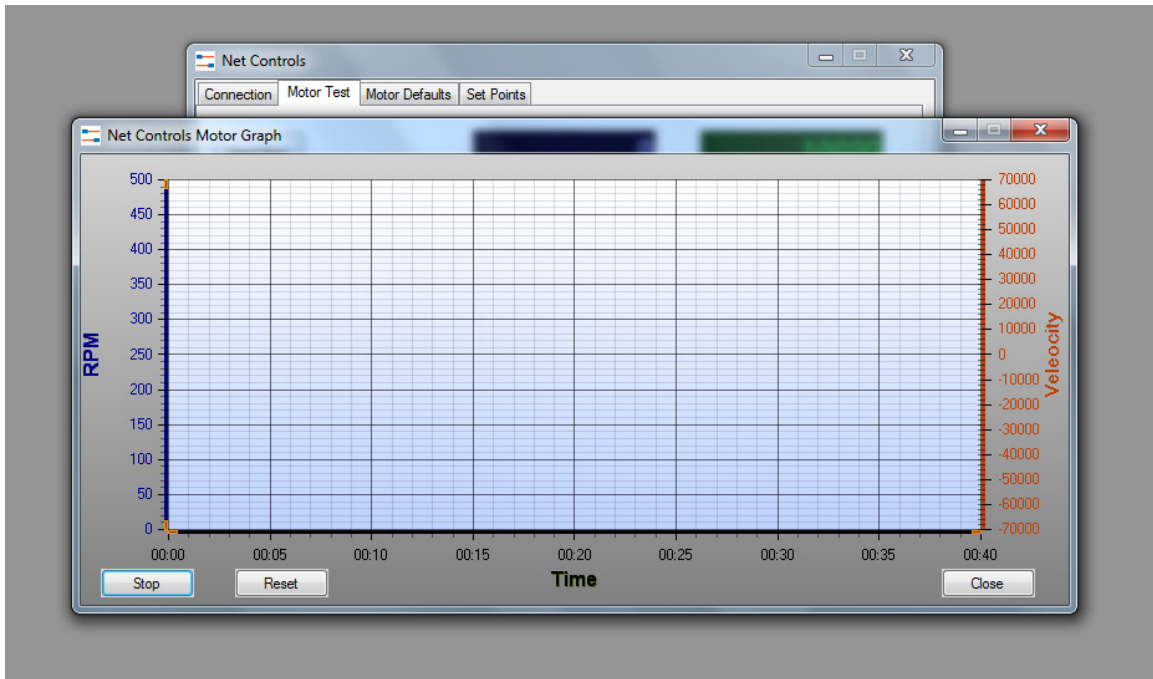 Net Controls
Connection Motor Test Motor Defaults Set Points
Net Controls Motor Graph
500 70000
450 60000
50000
400 40000
350 30000
20000
300 10000
250 0
-10000
200 -20000
150 -30000
100 -40000
-50000
50 -60000
0 -70000
RPM
Veleocity
00:00 00:05 00:10 00:15 00:20 00:25 00:30 00:35 00:40
Time
Stop Reset Close